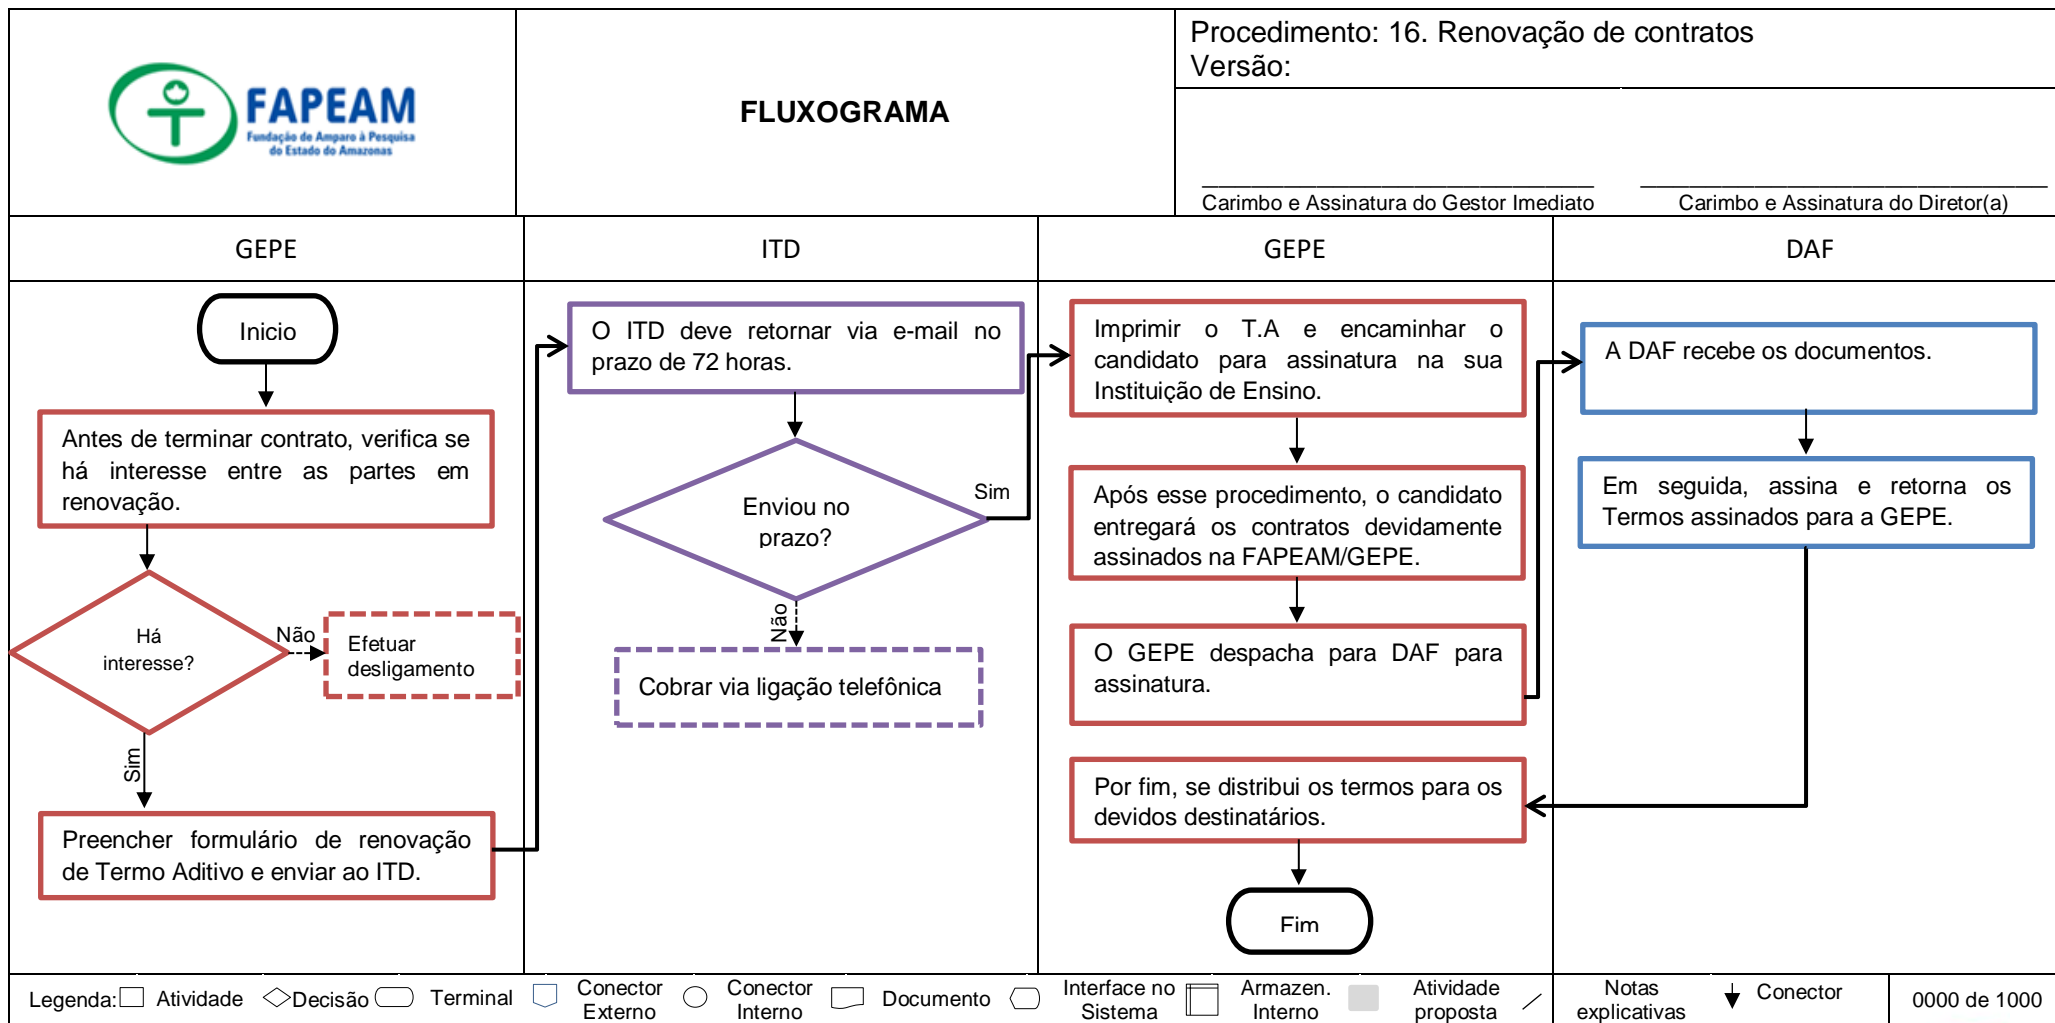 FAPEAM
Fundação de Amparo à Pesquisa
do Estado do Amazonas
FLUXOGRAMA
Procedimento: 16. Renovação de contratos
Versão:
Carimbo e Assinatura do Gestor Imediato
Carimbo e Assinatura do Diretor(a)
GEPE
ITD
GEPE
DAF
Inicio
Antes de terminar contrato, verifica se
há interesse entre as partes em
renovação.
Há
interesse?
Não
Efetuar
desligamento
Sim
Preencher formulário de renovação
de Termo Aditivo e enviar ao ITD.
O ITD deve retornar via e-mail no
prazo de 72 horas.
Enviou no
prazo?
Sim
Não
Cobrar via ligação telefônica
Imprimir o T.A e encaminhar o
candidato para assinatura na sua
Instituição de Ensino.
Após esse procedimento, o candidato
entregará os contratos devidamente
assinados na FAPEAM/GEPE.
O GEPE despacha para DAF para
assinatura.
A DAF recebe os documentos.
Em seguida, assina e retorna os
Termos assinados para a GEPE.
Por fim, se distribui os termos para os
devidos destinatários.
Fim
Legenda:
Atividade
Decisão
Terminal
Conector
Externo
Conector
Interno
Documento
Interface no
Sistema
Armazen.
Interno
Atividade
proposta
Notas
explicativas
Conector
0000 de 1000